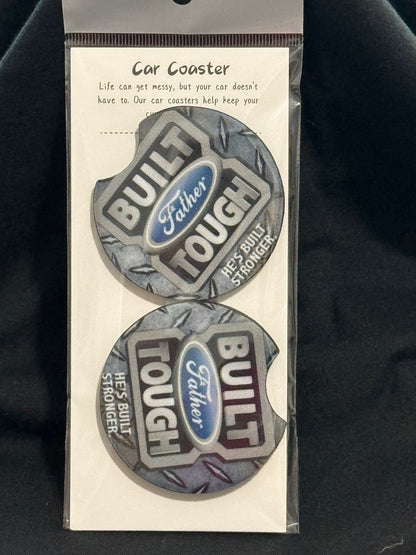 Car Coaster
Life can get messy, but your car doesn't
have to. Our car coasters help keep your
BUILT
Father
TOUGH
HE'S BUILT
STRONGER
BUILT
Father
TOUGH
HE'S BUILT
STRONGER